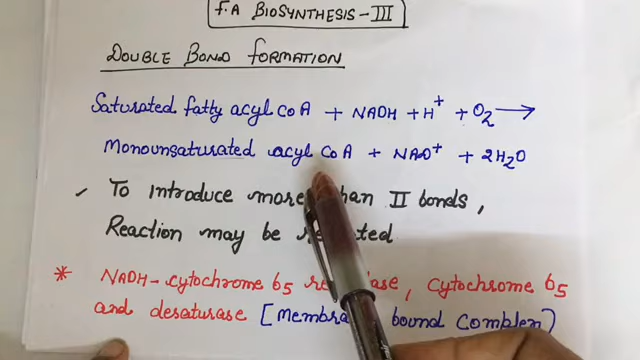 F.A BIOSYNTHESIS-III
DOUBLE BOND FORMATION
Saturated fatty acyl CoA + NADH + H+ + O2 →
Monounsaturated acyl CoA + NAD+ + 2H2O
✓ To introduce more than II bonds,
Reaction may be
* NADH-cytochrome b5 , cytochrome b5
and desaturase [Membrane bound complex)